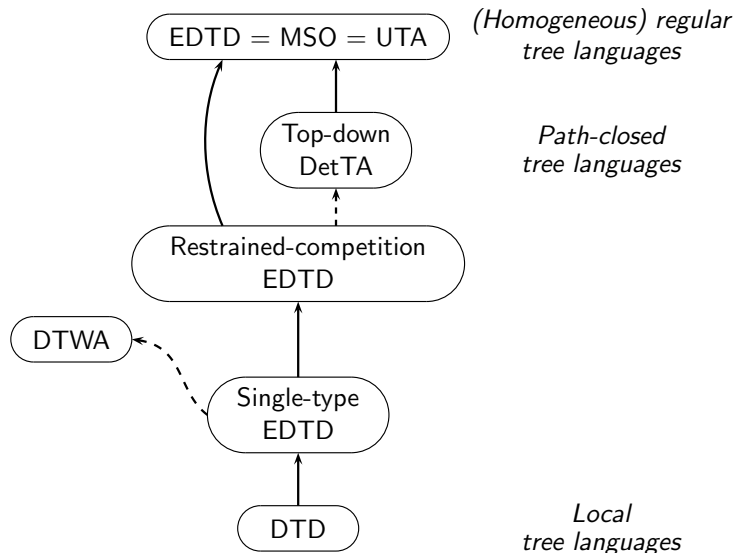 EDTD = MSO = UTA
(Homogeneous) regular
tree languages
Top-down
DetTA
Path-closed
tree languages
Restrained-competition
EDTD
DTWA
Single-type
EDTD
DTD
Local
tree languages